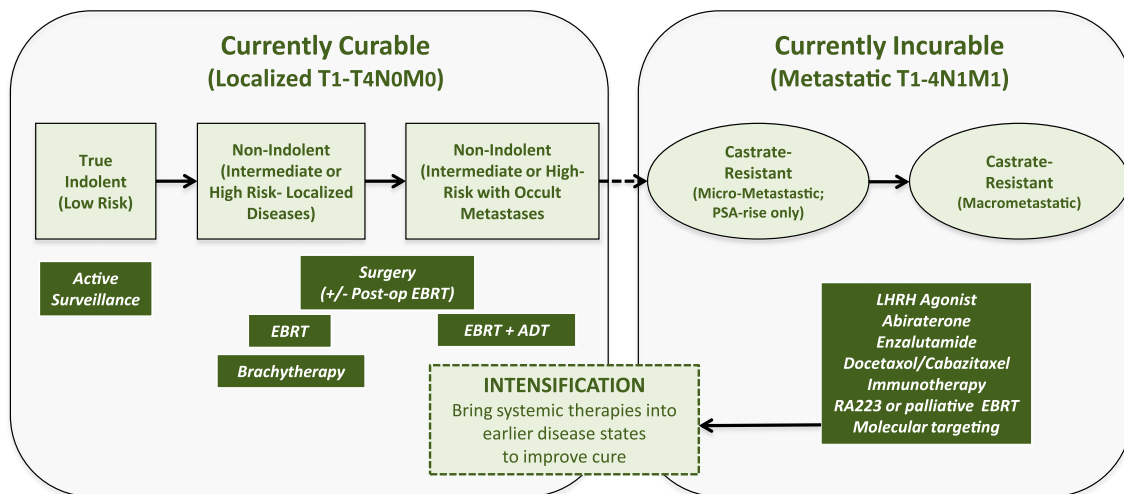 Currently Curable
(Localized T1-T4N0M0)
True
Indolent
(Low Risk)
Non-Indolent
(Intermediate or
High Risk- Localized
Diseases)
Non-Indolent
(Intermediate or High-
Risk with Occult
Metastases
Active
Surveillance
Surgery
(+/- Post-op EBRT)
EBRT
EBRT + ADT
Brachytherapy
Currently Incurable
(Metastatic T1-4N1M1)
Castrate-
Resistant
(Micro-Metastastic;
PSA-rise only)
Castrate-
Resistant
(Macrometastatic)
LHRH Agonist
Abiraterone
Enzalutamide
Docetaxol/Cabazitaxel
Immunotherapy
RA223 or palliative EBRT
Molecular targeting
INTENSIFICATION
Bring systemic therapies into
earlier disease states
to improve cure